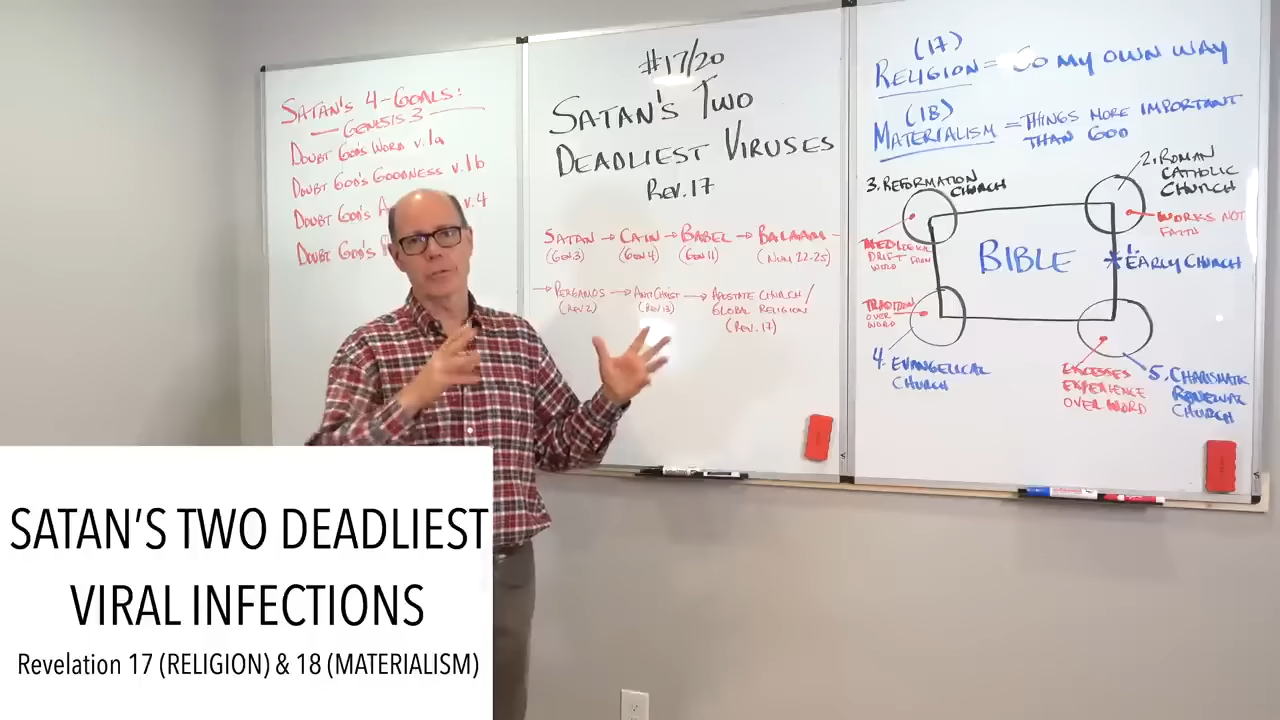 SATAN'S 4-GOALS:
GENESIS 3
DOUBT GOD'S WORD v.1a
DOUBT GOD'S GOODNESS v.1b
DOUBT GOD'S v.4
DOUBT GOD'S
#17/20
SATAN'S TWO
DEADLIEST VIRUSES
REV. 17
SATAN → CAIN → BABEL → BALAAM
(GEN 3) (GEN 4) (GEN 11) (NUM 22-25)
→ PERGAMOS → ANTICHRIST → APOSTATE CHURCH/
GLOBAL RELIGION
(REV 2) (REV 13)
(REV. 17)
(17)
RELIGION = GO MY OWN WAY
(18)
MATERIALISM = THINGS MORE IMPORTANT
THAN GOD
3. REFORMATION
CHURCH
2. ROMAN
CATHOLIC
CHURCH
WORKS NOT
FAITH
DRIFT FROM
WORD
BIBLE
1.
EARLY CHURCH
TRADITION
OVER
WORD
4. EVANGELICAL
CHURCH
EXCESSES
EXPERIENCE
OVER WORD
5. CHARISMATIC
RENEWAL
CHURCH
SATAN'S TWO DEADLIEST
VIRAL INFECTIONS
Revelation 17 (RELIGION) & 18 (MATERIALISM)